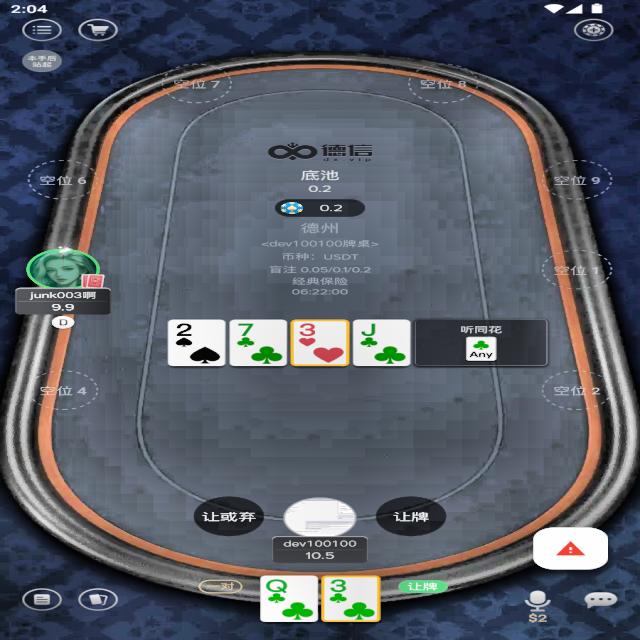 2:04
本手后
站起
空位 7
空位 8
德信
dx.vip
底池
0.2
0.2
空位 6
空位 9
德州
<dev100100牌桌>
币种：USDT
盲注 0.05/0.1/0.2
经典保险
06:22:00
空位 1
junk003啊
9.9
D
2
7
3
J
听同花
Any
空位 4
空位 2
让或弃
让牌
dev100100
10.5
一对
Q
3
让牌
$2